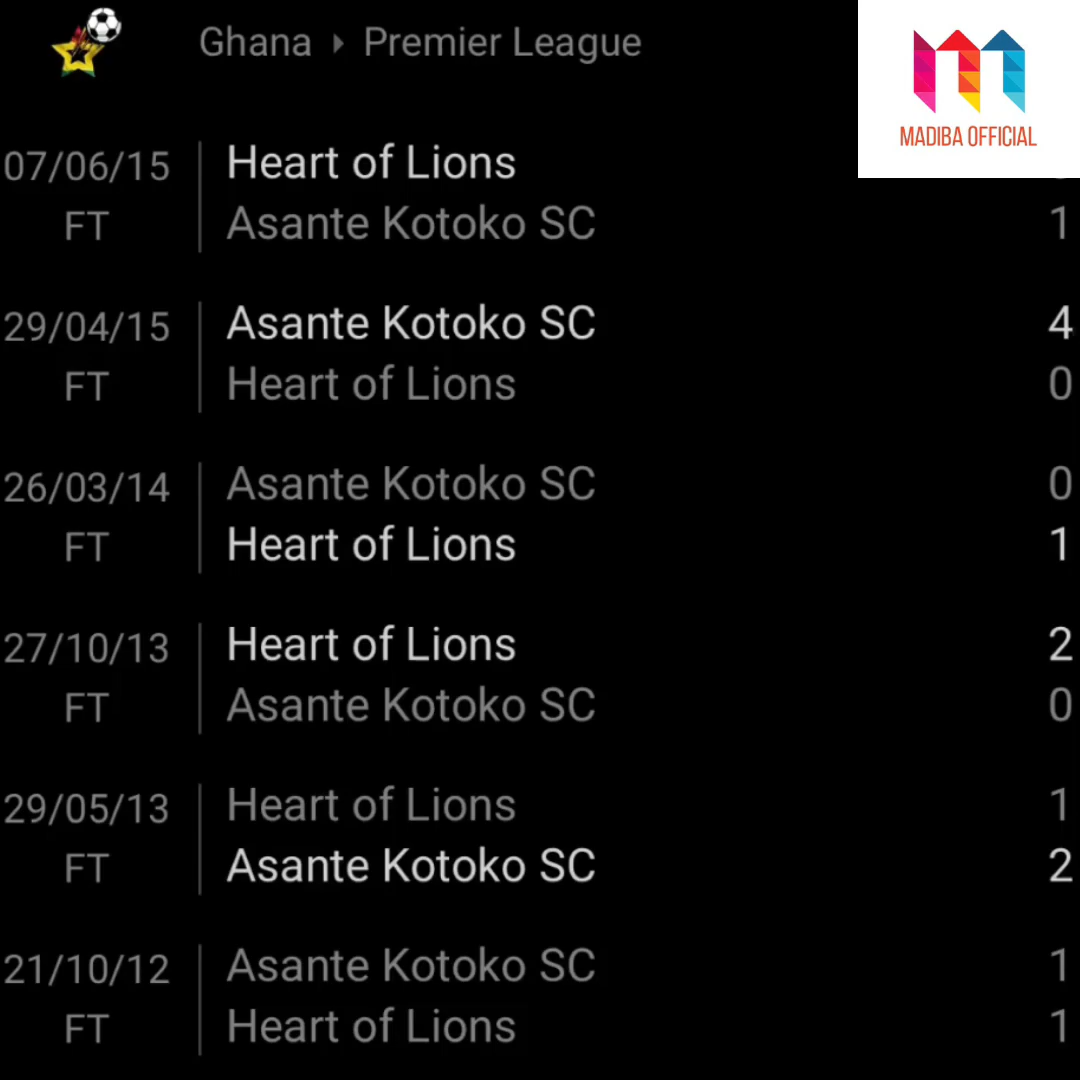 Ghana ▸ Premier League
MADIBA OFFICIAL
07/06/15 Heart of Lions
FT Asante Kotoko SC 1
29/04/15 Asante Kotoko SC 4
FT Heart of Lions 0
26/03/14 Asante Kotoko SC 0
FT Heart of Lions 1
27/10/13 Heart of Lions 2
FT Asante Kotoko SC 0
29/05/13 Heart of Lions 1
FT Asante Kotoko SC 2
21/10/12 Asante Kotoko SC 1
FT Heart of Lions 1